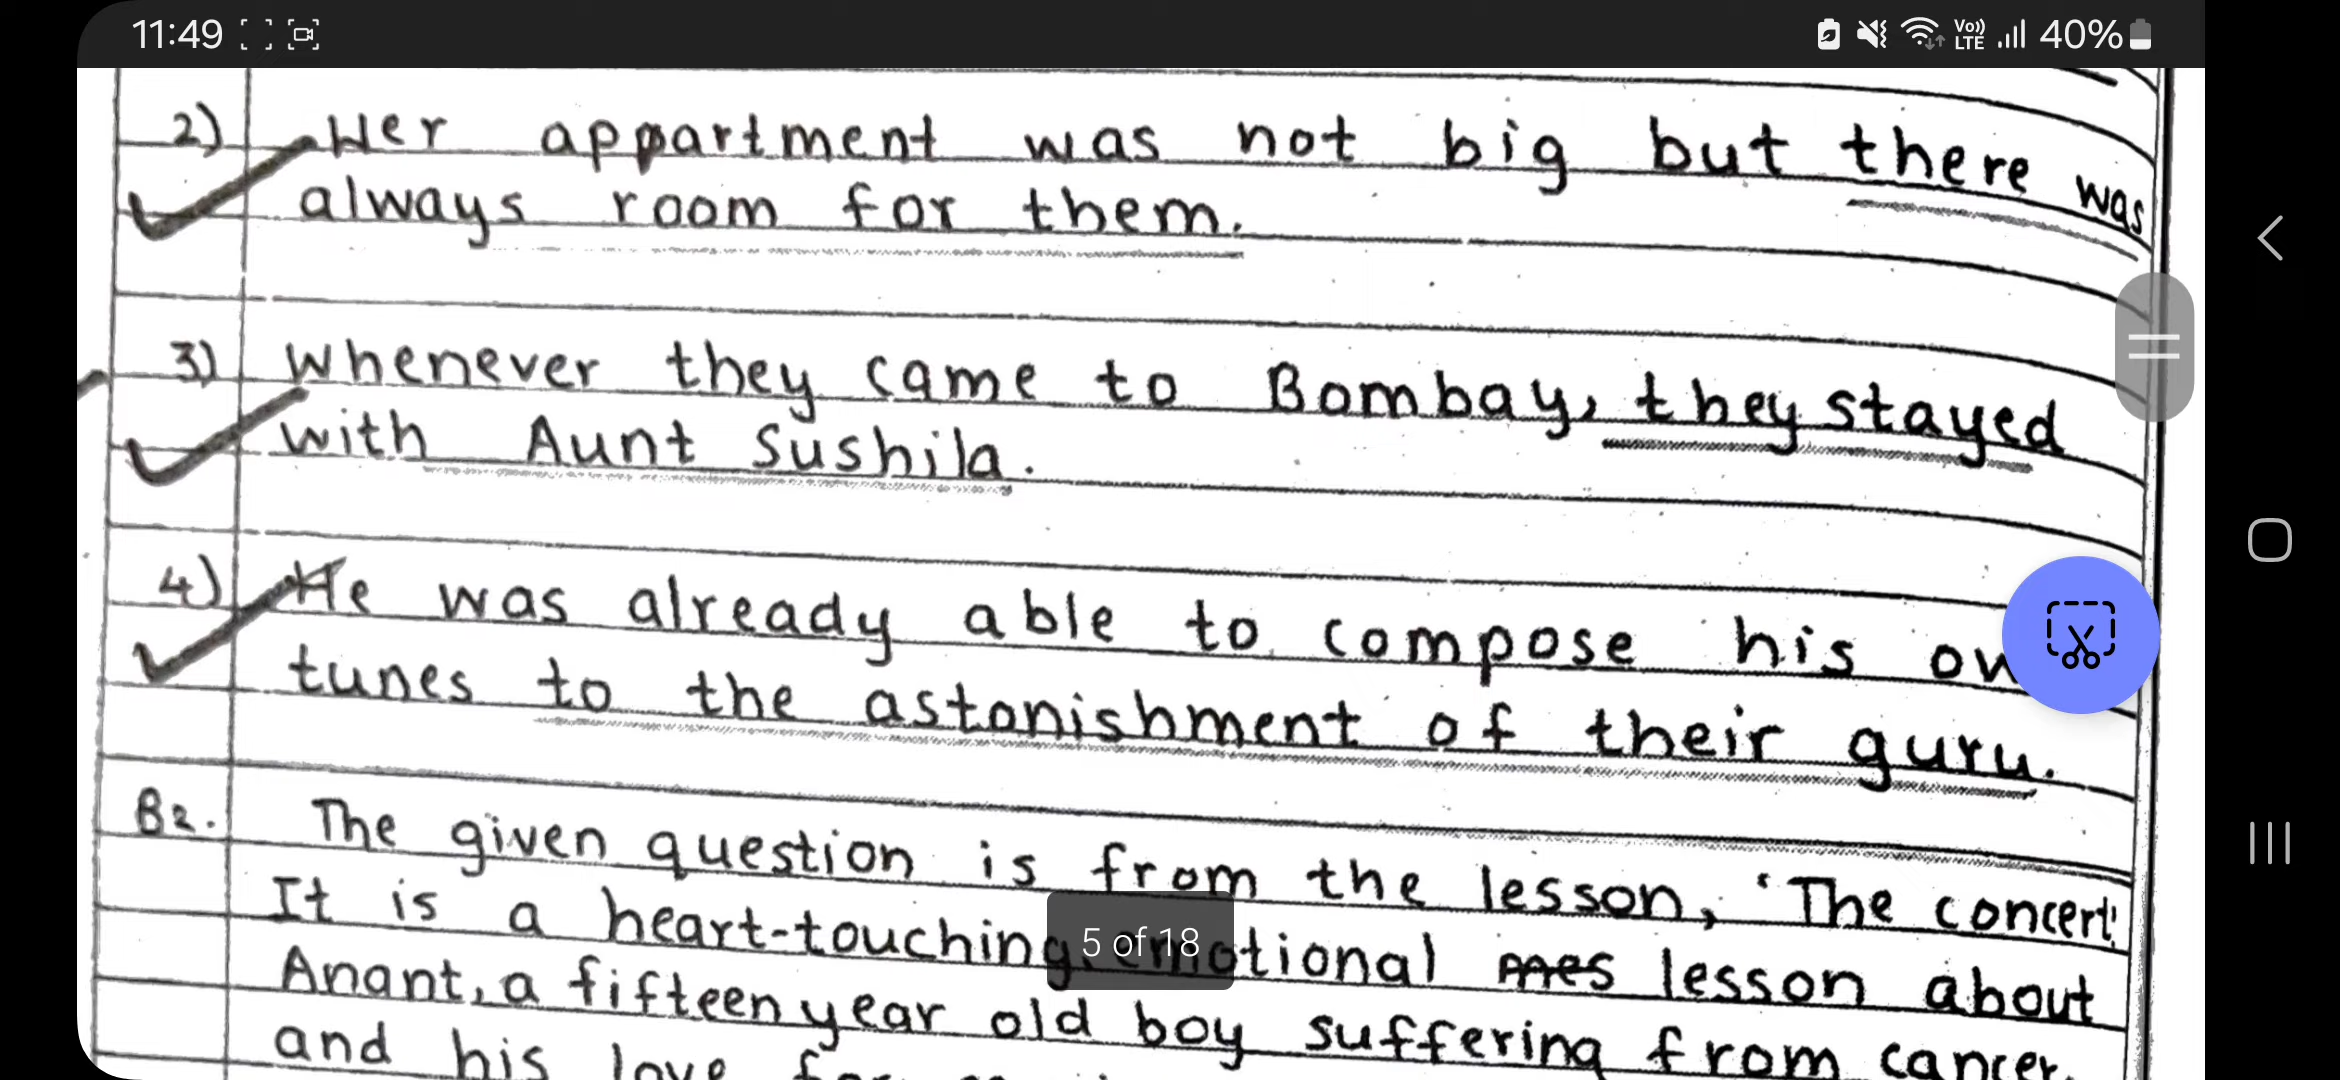 11:49 Vo)) LTE 40%
2) Her appartment was not big but there was
always room for them.
3) Whenever they came to Bombay, they stayed
with Aunt Sushila.
4) He was already able to compose his
tunes to the astonishment of their guru.
B2. The given question is from the lesson, 'The concert'.
It is a heart-touching, emotional lesson about
5 of 18
Anant, a fifteen year old boy suffering from cancer,
and his love for